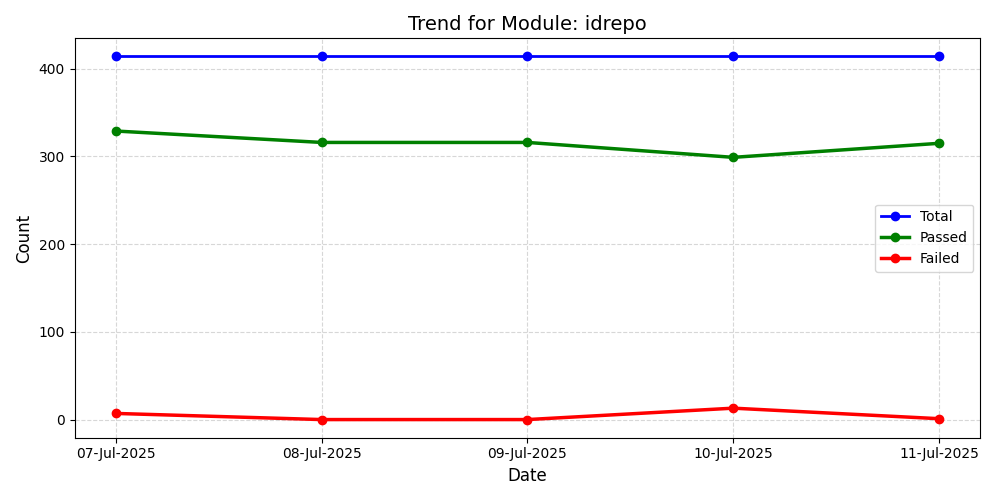 Trend for Module: idrepo
Count
400
300
200
100
0
Total
Passed
Failed
07-Jul-2025 08-Jul-2025 09-Jul-2025 10-Jul-2025 11-Jul-2025
Date